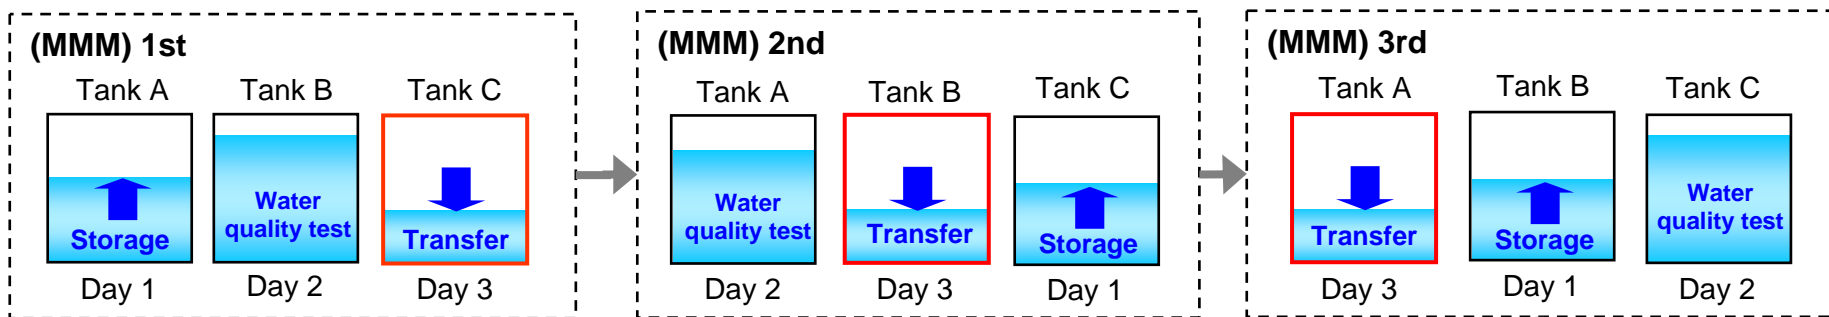 (MMM) 1st
Tank A Tank B Tank C
Storage
Water
quality test
Transfer
Day 1 Day 2 Day 3
(MMM) 2nd
Tank A Tank B Tank C
Water
quality test
Transfer
Storage
Day 2 Day 3 Day 1
(MMM) 3rd
Tank A Tank B Tank C
Transfer
Storage
Water
quality test
Day 3 Day 1 Day 2